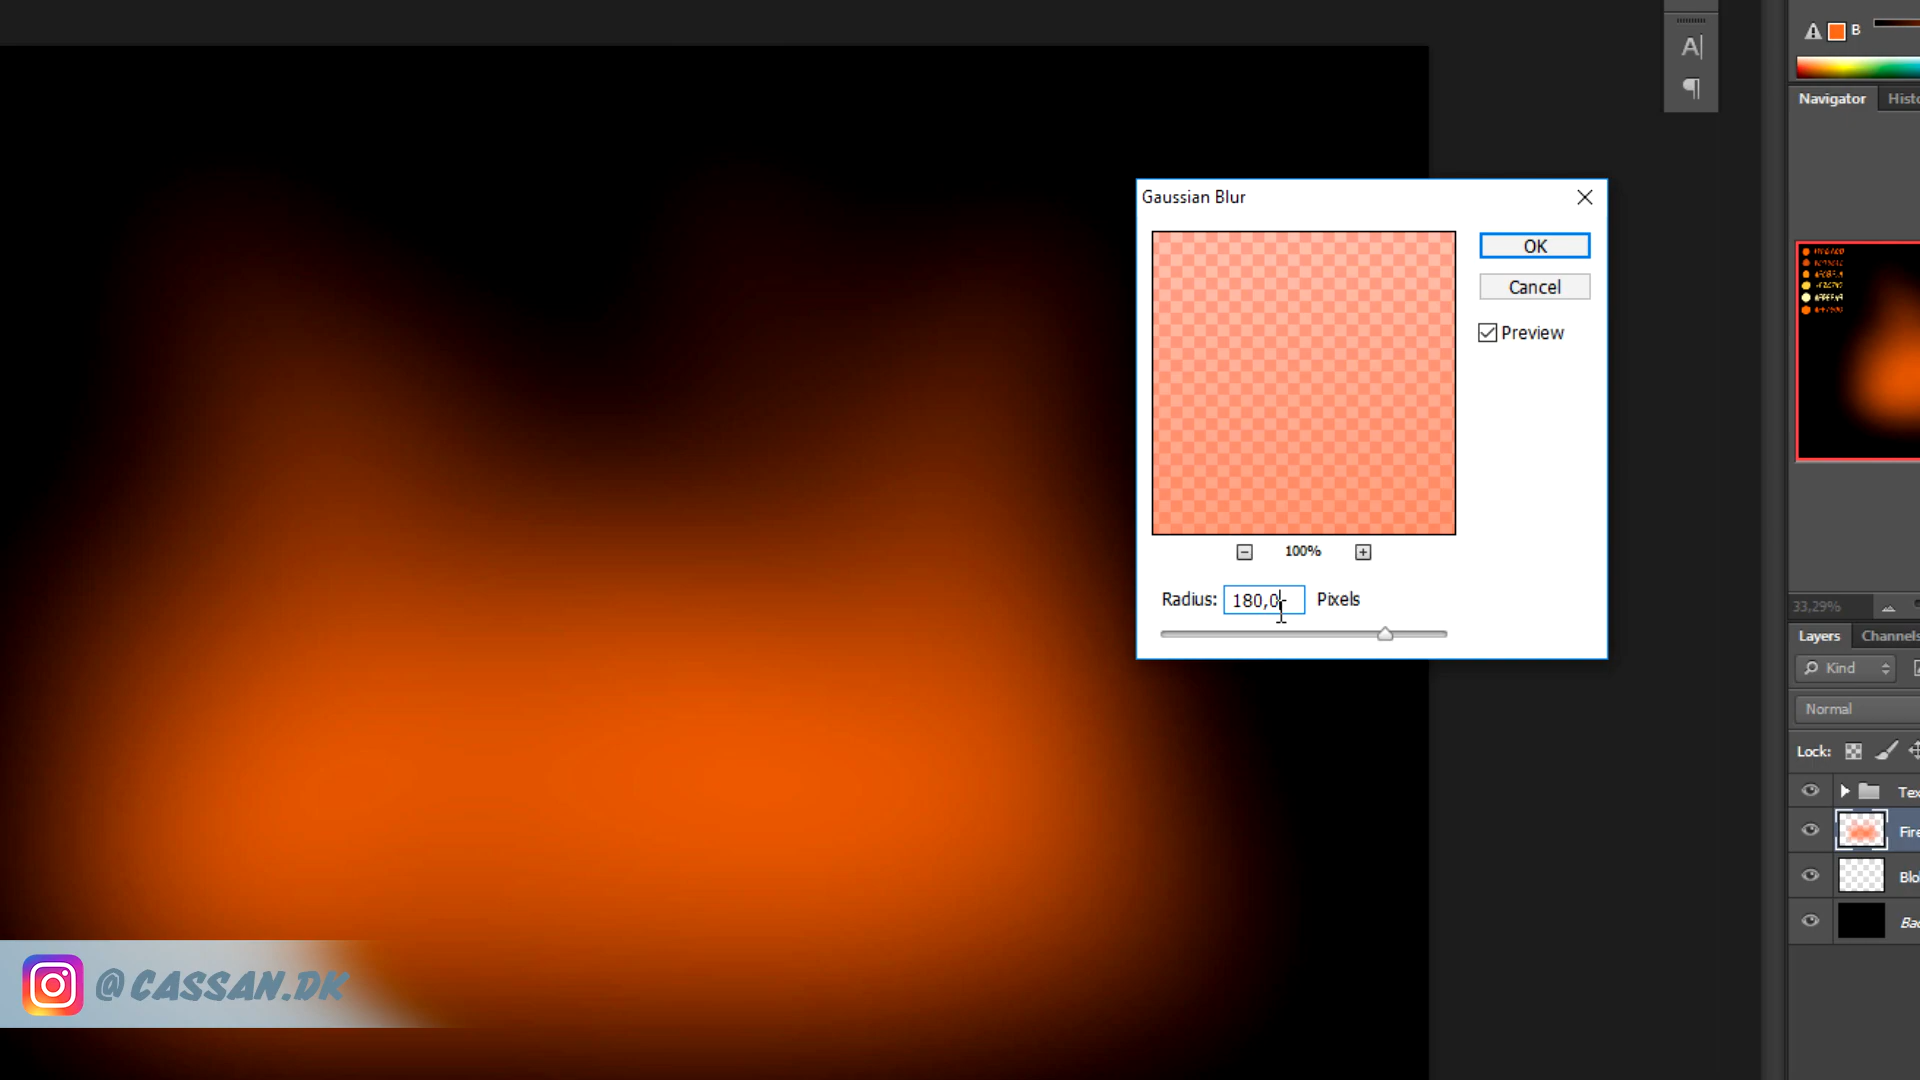 A|
B
Navigator
Gaussian Blur
OK
Cancel
Preview
100%
Radius: 180,0 Pixels
33,29%
Layers Channels
Kind
Normal
Lock:
@CASSAN.DK